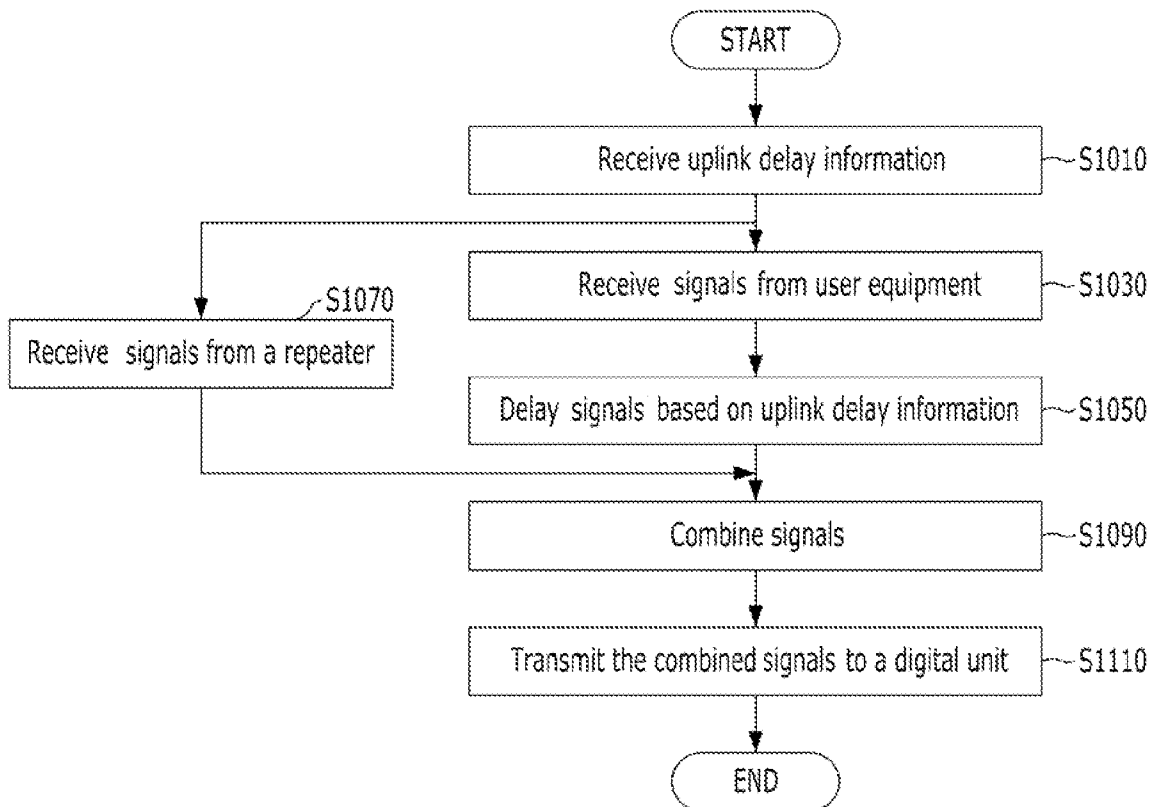 START
Receive uplink delay information
S1010
Receive signals from user equipment
S1030
S1070
Receive signals from a repeater
Delay signals based on uplink delay information
S1050
Combine signals
S1090
Transmit the combined signals to a digital unit
S1110
END